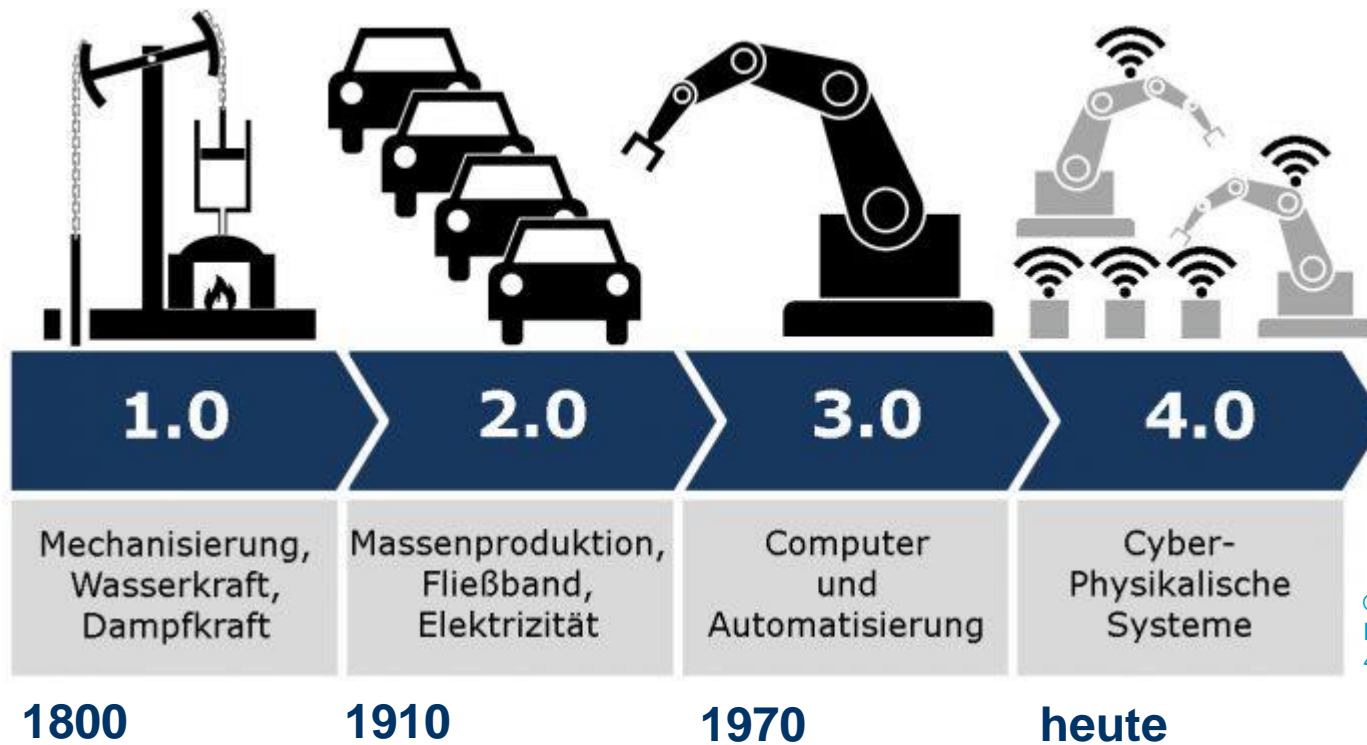 1.0
2.0
3.0
4.0
Mechanisierung,
Wasserkraft,
Dampfkraft
Massenproduktion,
Fließband,
Elektrizität
Computer
und
Automatisierung
Cyber-
Physikalische
Systeme
1800
1910
1970
heute